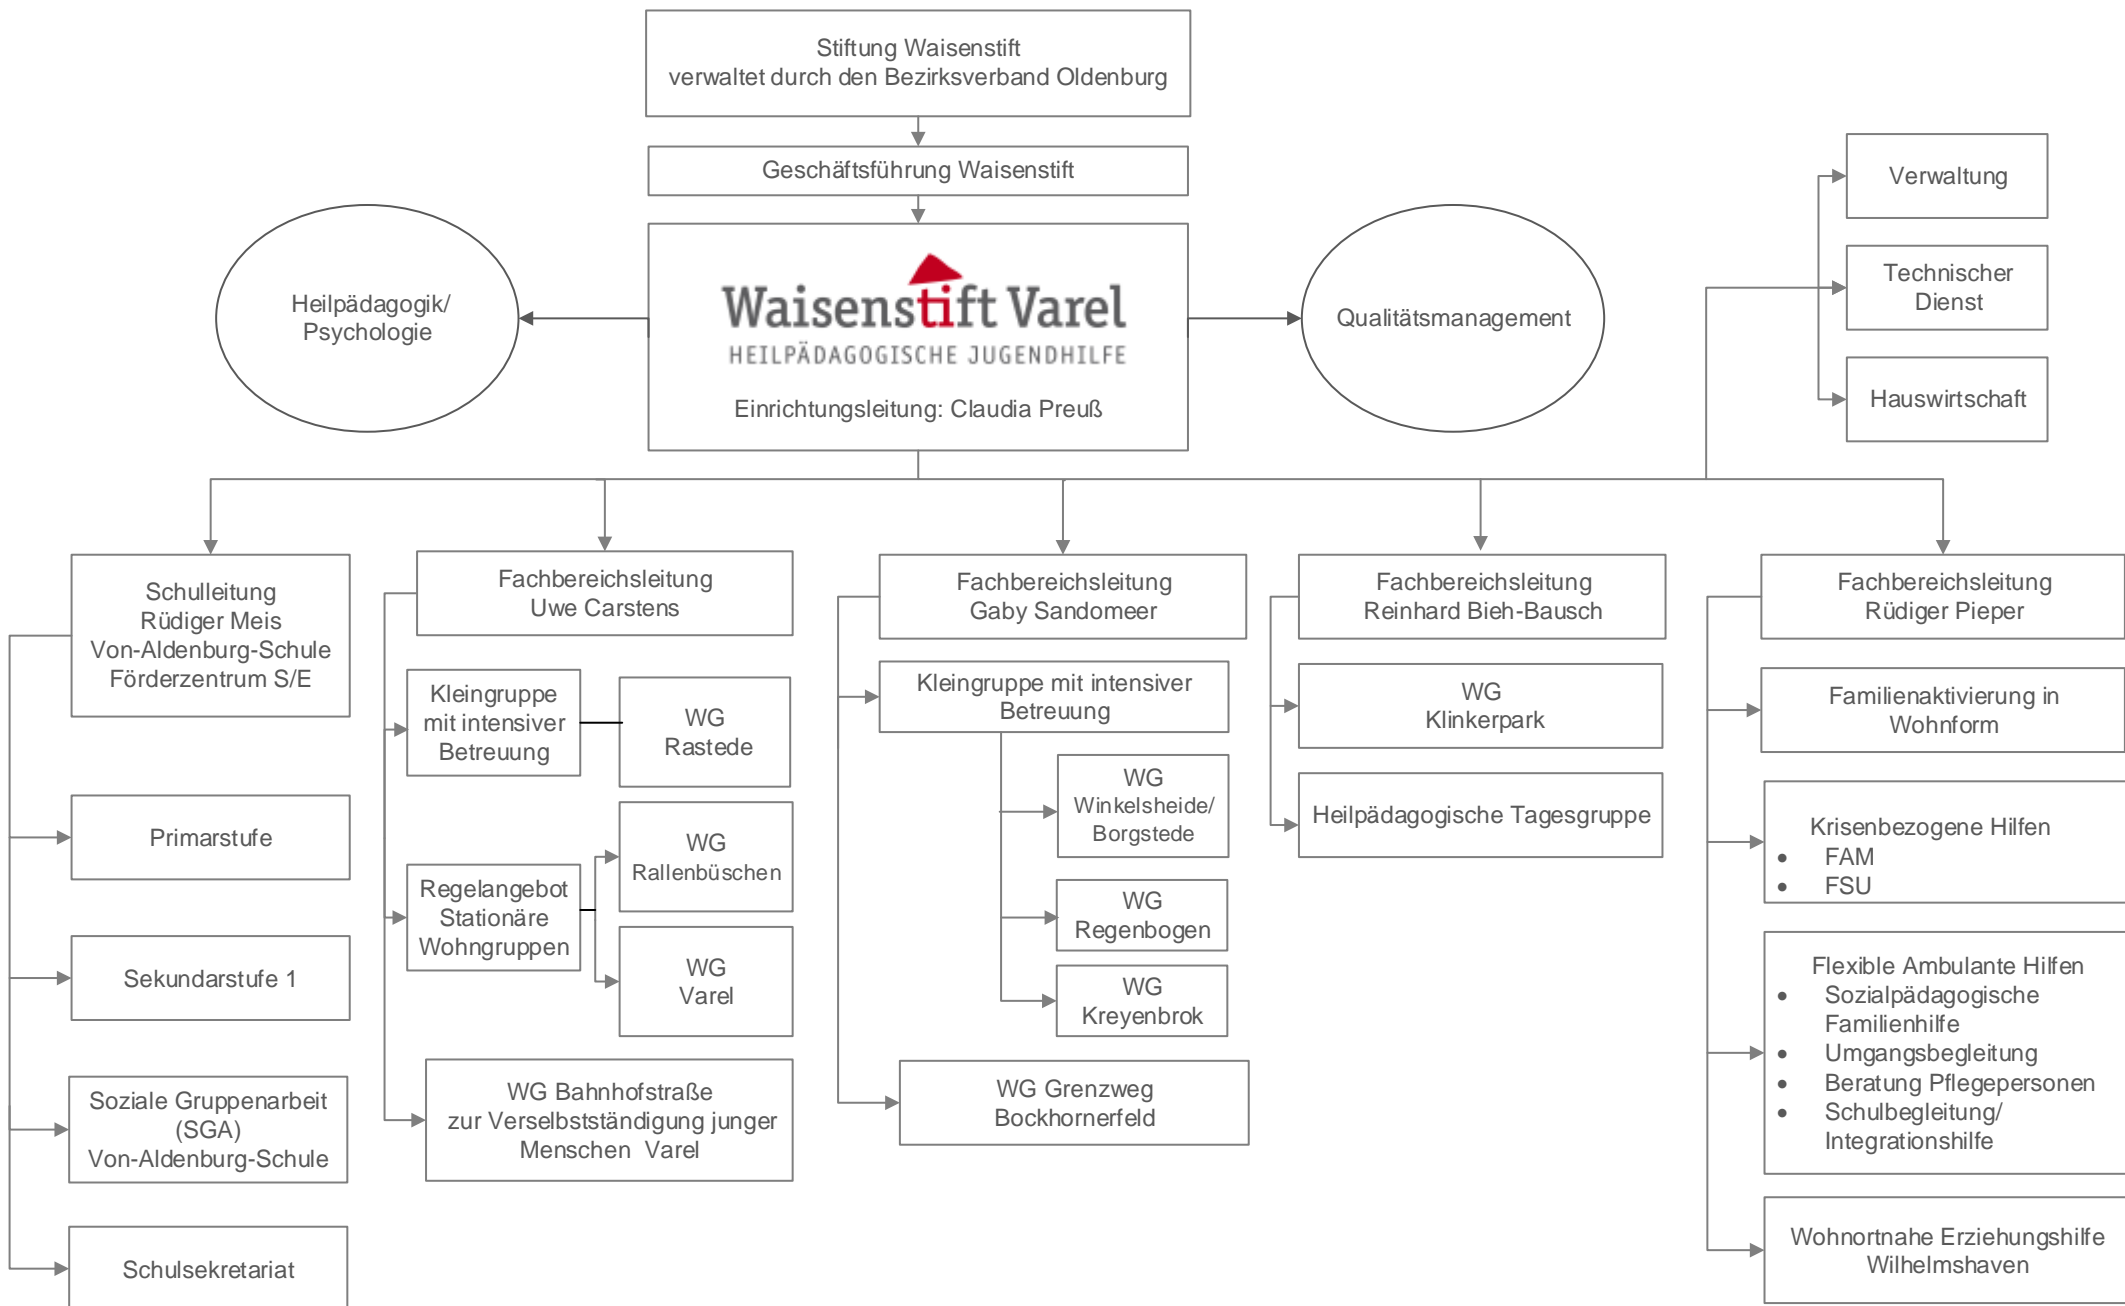 Stiftung Waisenstift
verwaltet durch den Bezirksverband Oldenburg
Geschäftsführung Waisenstift
Heilpädagogik/
Psychologie
Waisenstift Varel
HEILPÄDAGOGISCHE JUGENDHILFE
Einrichtungsleitung: Claudia Preuß
Qualitätsmanagement
Verwaltung
Technischer
Dienst
Hauswirtschaft
Schulleitung
Rüdiger Meis
Von-Aldenburg-Schule
Förderzentrum S/E
Primarstufe
Sekundarstufe 1
Soziale Gruppenarbeit
(SGA)
Von-Aldenburg-Schule
Schulsekretariat
Fachbereichsleitung
Uwe Carstens
Kleingruppe
mit intensiver
Betreuung
WG
Rastede
Regelangebot
Stationäre
Wohngruppen
WG
Rallenbüschen
WG
Varel
WG Bahnhofstraße
zur Verselbstständigung junger
Menschen Varel
Fachbereichsleitung
Gaby Sandomeer
Kleingruppe mit intensiver
Betreuung
WG
Winkelsheide/
Borgstede
WG
Regenbogen
WG
Kreyenbrok
WG Grenzweg
Bockhornerfeld
Fachbereichsleitung
Reinhard Bieh-Bausch
WG
Klinkerpark
Heilpädagogische Tagesgruppe
Fachbereichsleitung
Rüdiger Pieper
Familienaktivierung in
Wohnform
Krisenbezogene Hilfen
• FAM
• FSU
Flexible Ambulante Hilfen
• Sozialpädagogische
Familienhilfe
• Umgangsbegleitung
• Beratung Pflegepersonen
• Schulbegleitung/
Integrationshilfe
Wohnortnahe Erziehungshilfe
Wilhelmshaven